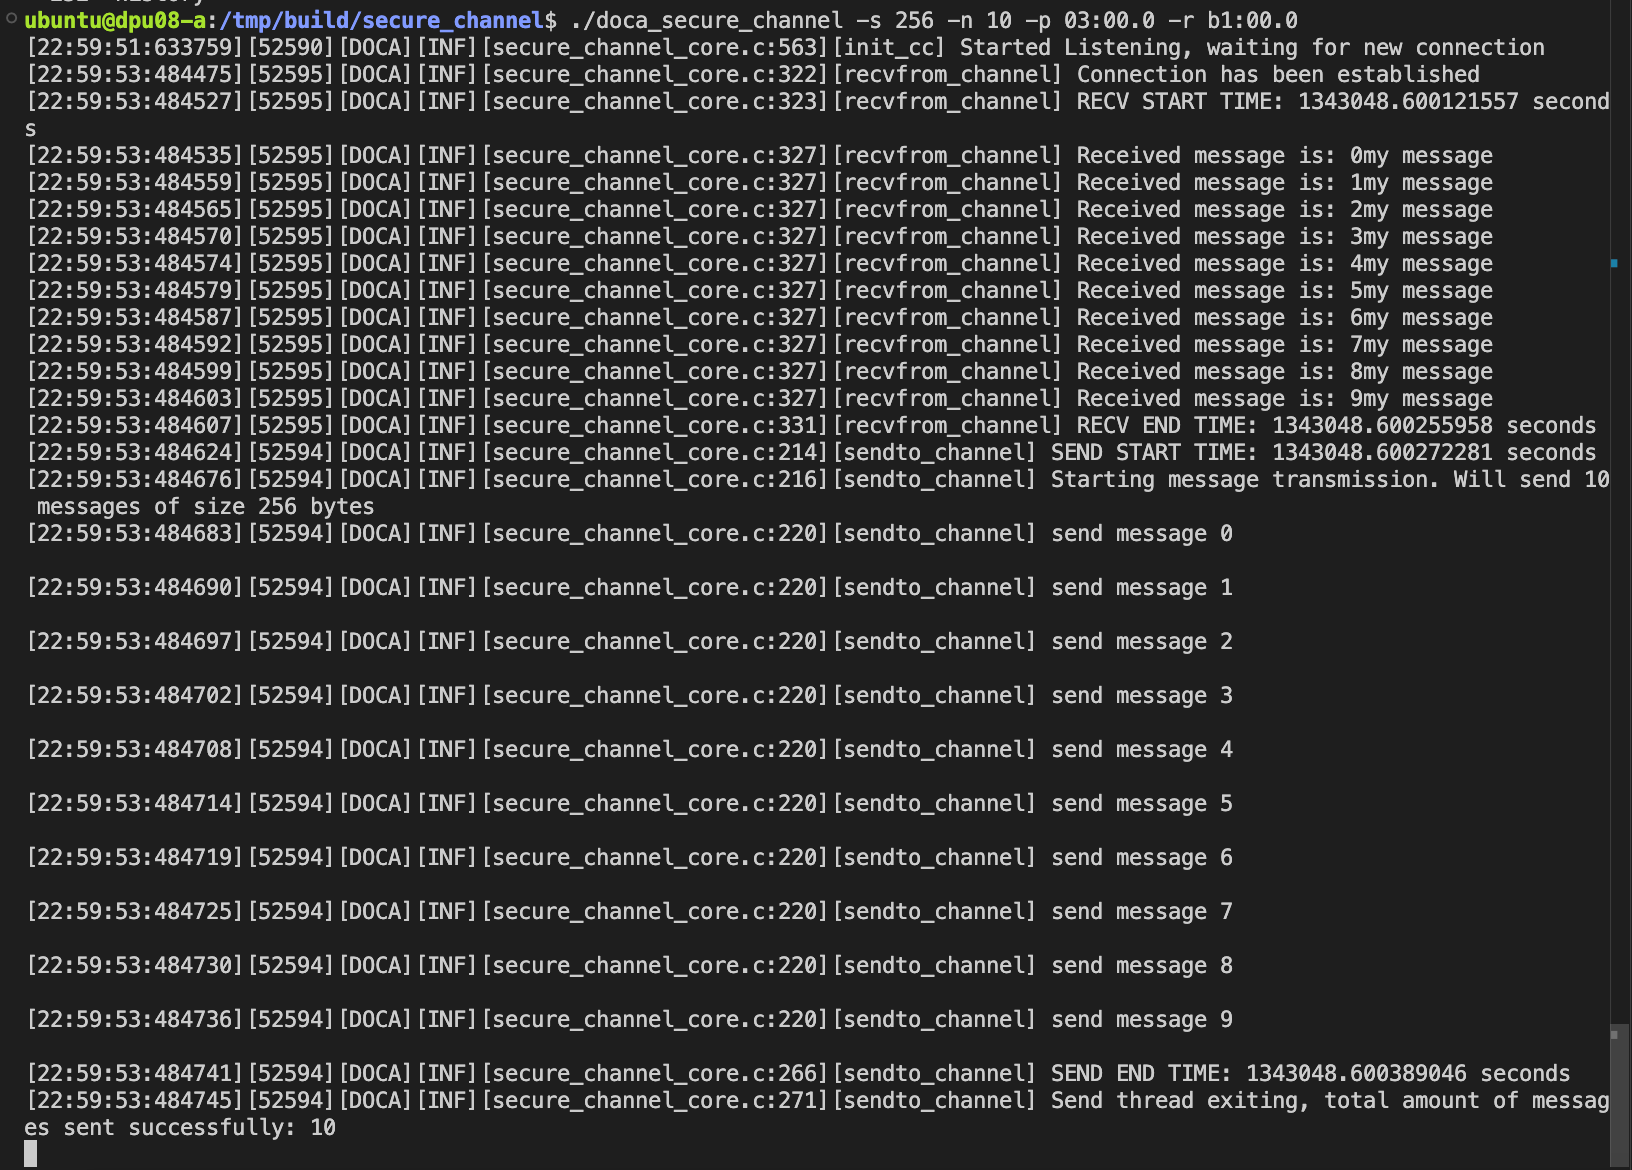 ubuntu@dpu08-a:/tmp/build/secure_channel$ ./doca_secure_channel -s 256 -n 10 -p 03:00.0 -r b1:00.0
[22:59:51:633759][52590][DOCA][INF][secure_channel_core.c:563][init_cc] Started Listening, waiting for new connection
[22:59:53:484475][52595][DOCA][INF][secure_channel_core.c:322][recvfrom_channel] Connection has been established
[22:59:53:484527][52595][DOCA][INF][secure_channel_core.c:323][recvfrom_channel] RECV START TIME: 1343048.600121557 second
s
[22:59:53:484535][52595][DOCA][INF][secure_channel_core.c:327][recvfrom_channel] Received message is: 0my message
[22:59:53:484559][52595][DOCA][INF][secure_channel_core.c:327][recvfrom_channel] Received message is: 1my message
[22:59:53:484565][52595][DOCA][INF][secure_channel_core.c:327][recvfrom_channel] Received message is: 2my message
[22:59:53:484570][52595][DOCA][INF][secure_channel_core.c:327][recvfrom_channel] Received message is: 3my message
[22:59:53:484574][52595][DOCA][INF][secure_channel_core.c:327][recvfrom_channel] Received message is: 4my message
[22:59:53:484579][52595][DOCA][INF][secure_channel_core.c:327][recvfrom_channel] Received message is: 5my message
[22:59:53:484587][52595][DOCA][INF][secure_channel_core.c:327][recvfrom_channel] Received message is: 6my message
[22:59:53:484592][52595][DOCA][INF][secure_channel_core.c:327][recvfrom_channel] Received message is: 7my message
[22:59:53:484599][52595][DOCA][INF][secure_channel_core.c:327][recvfrom_channel] Received message is: 8my message
[22:59:53:484603][52595][DOCA][INF][secure_channel_core.c:327][recvfrom_channel] Received message is: 9my message
[22:59:53:484607][52595][DOCA][INF][secure_channel_core.c:331][recvfrom_channel] RECV END TIME: 1343048.600255958 seconds
[22:59:53:484624][52594][DOCA][INF][secure_channel_core.c:214][sendto_channel] SEND START TIME: 1343048.600272281 seconds
[22:59:53:484676][52594][DOCA][INF][secure_channel_core.c:216][sendto_channel] Starting message transmission. Will send 10
 messages of size 256 bytes
[22:59:53:484683][52594][DOCA][INF][secure_channel_core.c:220][sendto_channel] send message 0
[22:59:53:484690][52594][DOCA][INF][secure_channel_core.c:220][sendto_channel] send message 1
[22:59:53:484697][52594][DOCA][INF][secure_channel_core.c:220][sendto_channel] send message 2
[22:59:53:484702][52594][DOCA][INF][secure_channel_core.c:220][sendto_channel] send message 3
[22:59:53:484708][52594][DOCA][INF][secure_channel_core.c:220][sendto_channel] send message 4
[22:59:53:484714][52594][DOCA][INF][secure_channel_core.c:220][sendto_channel] send message 5
[22:59:53:484719][52594][DOCA][INF][secure_channel_core.c:220][sendto_channel] send message 6
[22:59:53:484725][52594][DOCA][INF][secure_channel_core.c:220][sendto_channel] send message 7
[22:59:53:484730][52594][DOCA][INF][secure_channel_core.c:220][sendto_channel] send message 8
[22:59:53:484736][52594][DOCA][INF][secure_channel_core.c:220][sendto_channel] send message 9
[22:59:53:484741][52594][DOCA][INF][secure_channel_core.c:266][sendto_channel] SEND END TIME: 1343048.600389046 seconds
[22:59:53:484745][52594][DOCA][INF][secure_channel_core.c:271][sendto_channel] Send thread exiting, total amount of messag
es sent successfully: 10